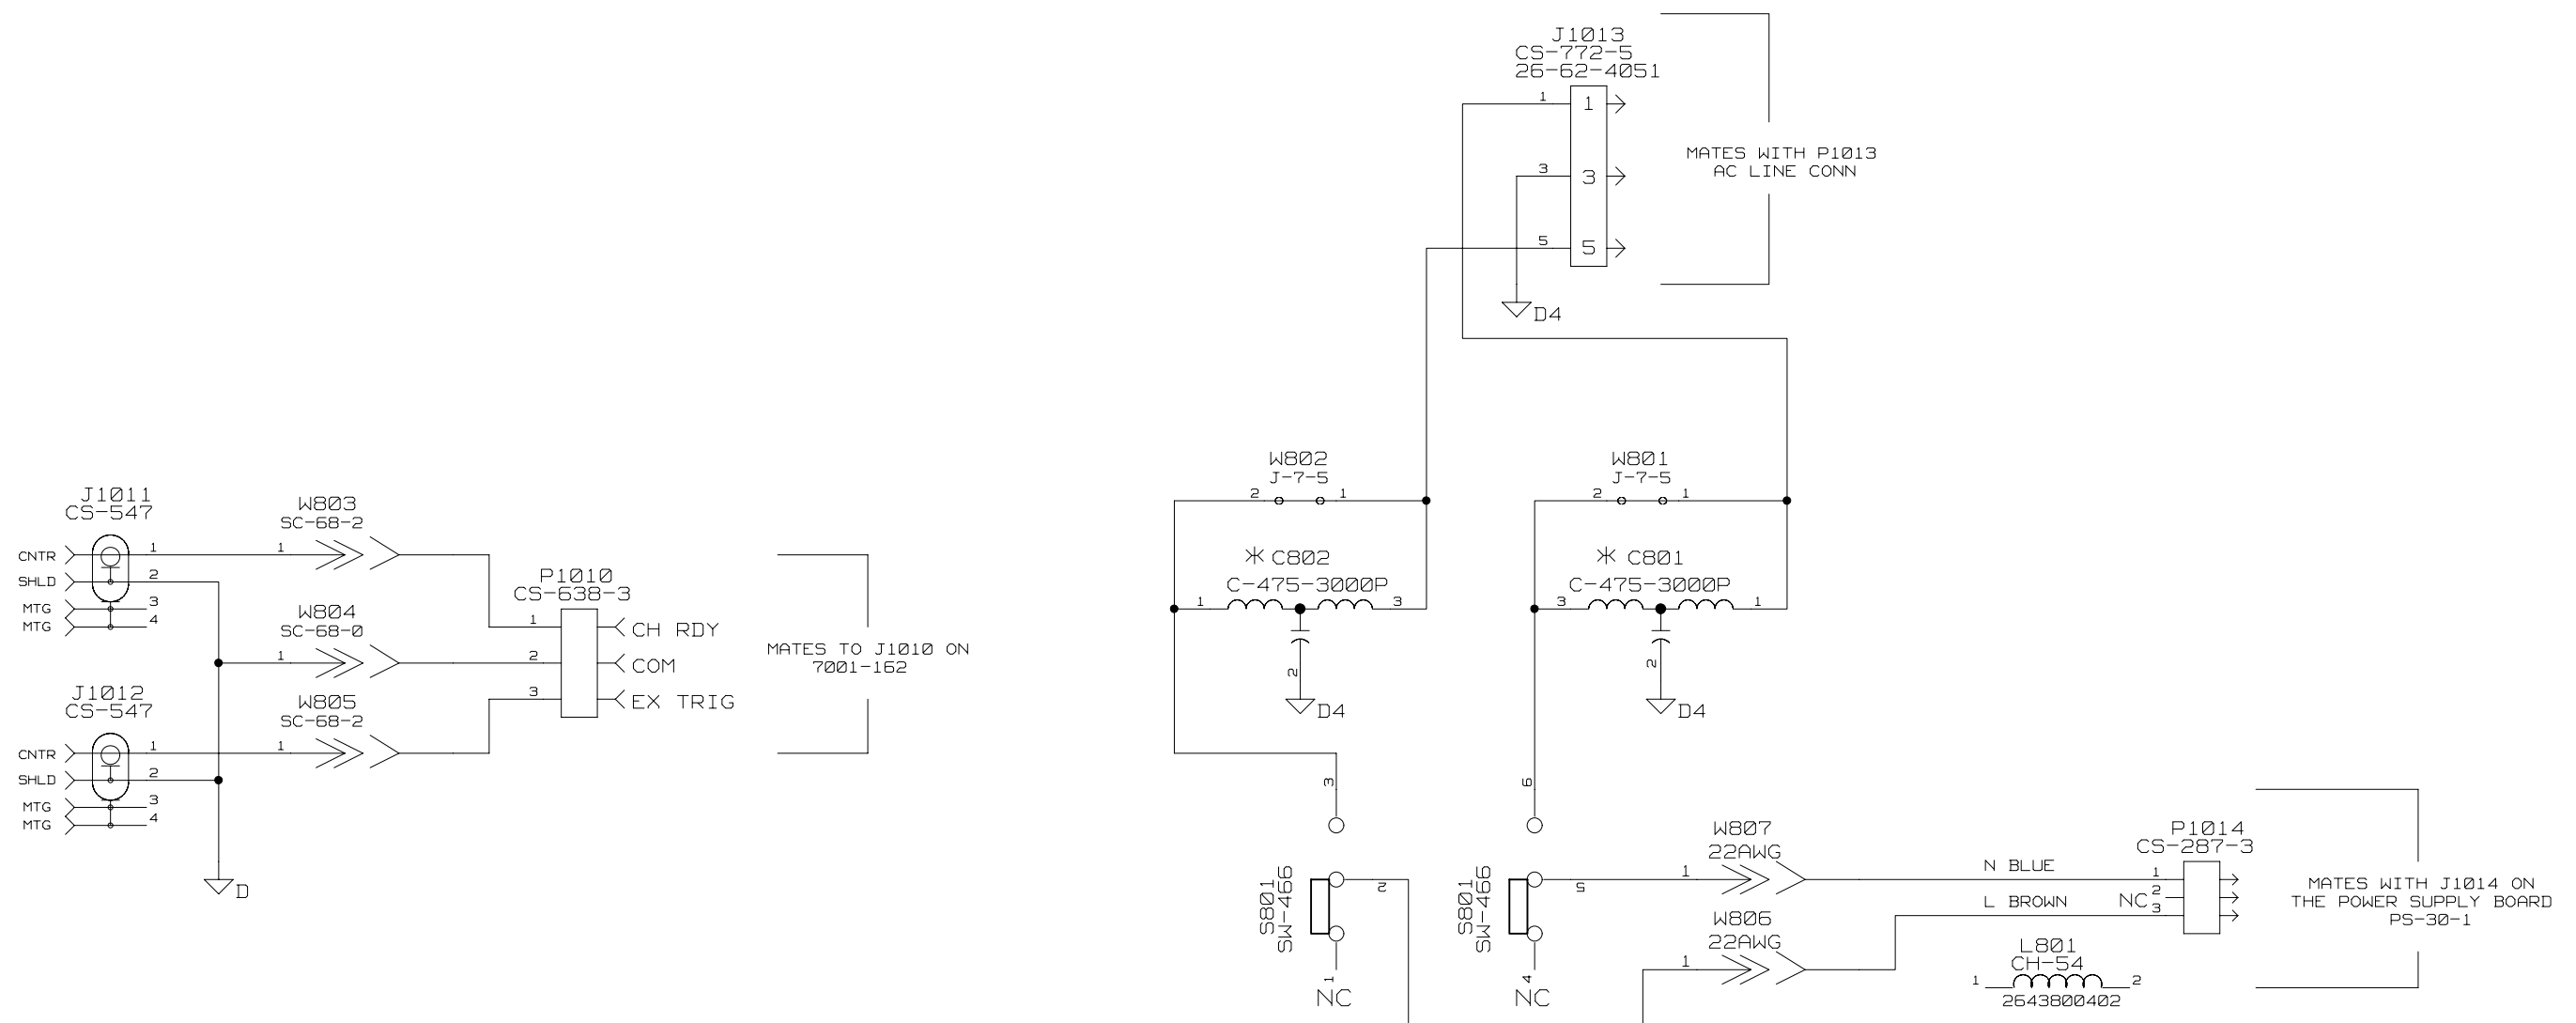 J1013
CS-772-5
26-62-4051
1 1
3 3
5 5
MATES WITH P1013
AC LINE CONN
D4
W802
J-7-5
2 1
W801
J-7-5
2 1
C802
C-475-3000P
1 3
2
D4
C801
C-475-3000P
3 1
2
D4
J1011
CS-547
CNTR 1
SHLD 2
MTG 3
MTG 4
W803
SC-68-2
1
W804
SC-68-0
1
W805
SC-68-2
1
P1010
CS-638-3
1 CH RDY
2 COM
3 EX TRIG
MATES TO J1010 ON
7001-162
J1012
CS-547
CNTR 1
SHLD 2
MTG 3
MTG 4
D
3
S801
SW-466
2
1
NC
6
S801
SW-466
5
4
NC
W807
22AWG
1
W806
22AWG
1
N BLUE
L BROWN
P1014
CS-287-3
1
NC 2
3
L801
CH-54
1 2
2643800402
MATES WITH J1014 ON
THE POWER SUPPLY BOARD
PS-30-1